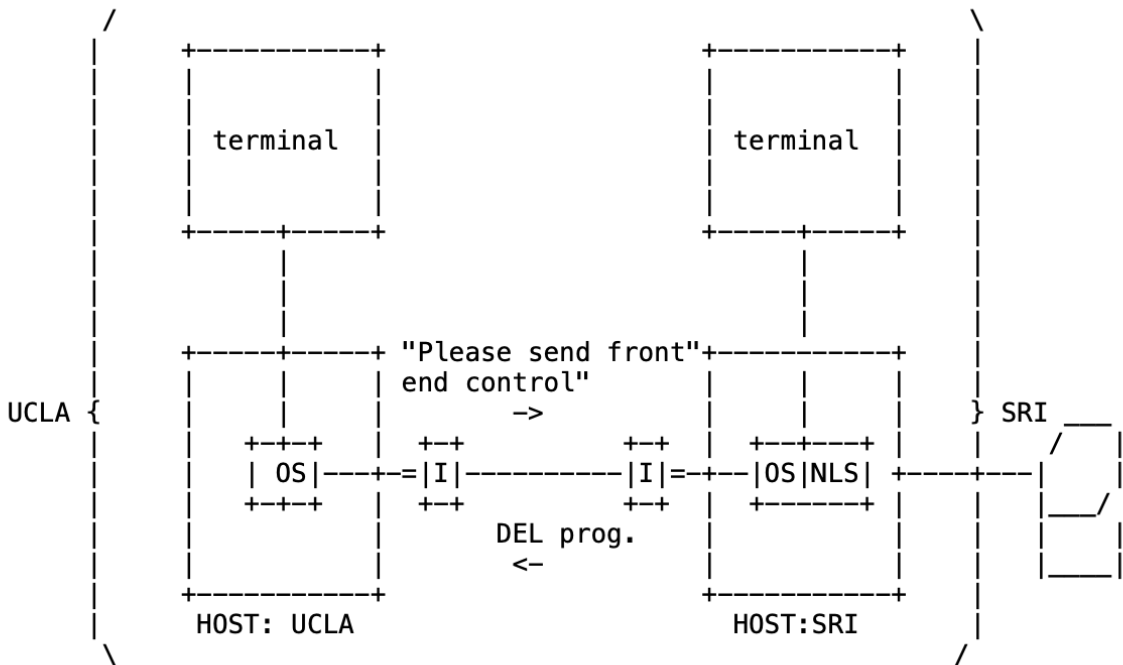 terminal terminal
"Please send front"
end control"
UCLA { -> } SRI
| OS| |I| |I| |OS|NLS|
DEL prog.
<-
HOST: UCLA HOST:SRI